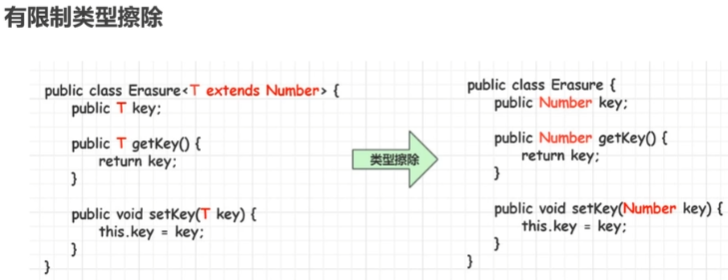 有限制类型擦除
public class Erasure<T extends Number> {
public T key;
public T getKey() {
return key;
}
public void setKey(T key) {
this.key = key;
}
}
类型擦除
public class Erasure {
public Number key;
public Number getKey() {
return key;
}
public void setKey(Number key) {
this.key = key;
}
}